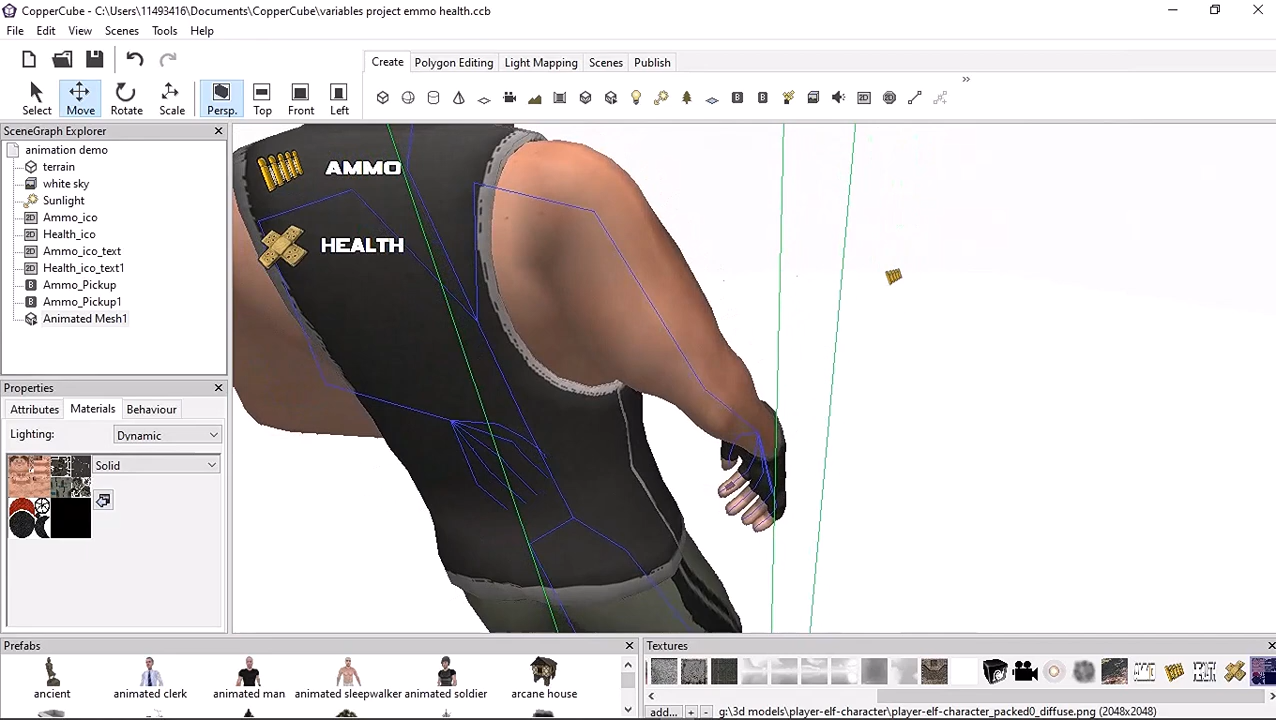 CopperCube - C:\Users\11493416\Documents\CopperCube\variables project emmo health.ccb
File Edit View Scenes Tools Help
Create Polygon Editing Light Mapping Scenes Publish
Select Move Rotate Scale Persp. Top Front Left
SceneGraph Explorer
animation demo
terrain
white sky
Sunlight
Ammo_ico
Health_ico
Ammo_ico_text
Health_ico_text1
Ammo_Pickup
Ammo_Pickup1
Animated Mesh1
AMMO
HEALTH
Properties
Attributes Materials Behaviour
Lighting: Dynamic
Solid
Prefabs
ancient
animated clerk
animated man
animated sleepwalker
animated soldier
arcane house
Textures
add... + - g:\3d models\player-elf-character\player-elf-character_packed0_diffuse.png (2048x2048)